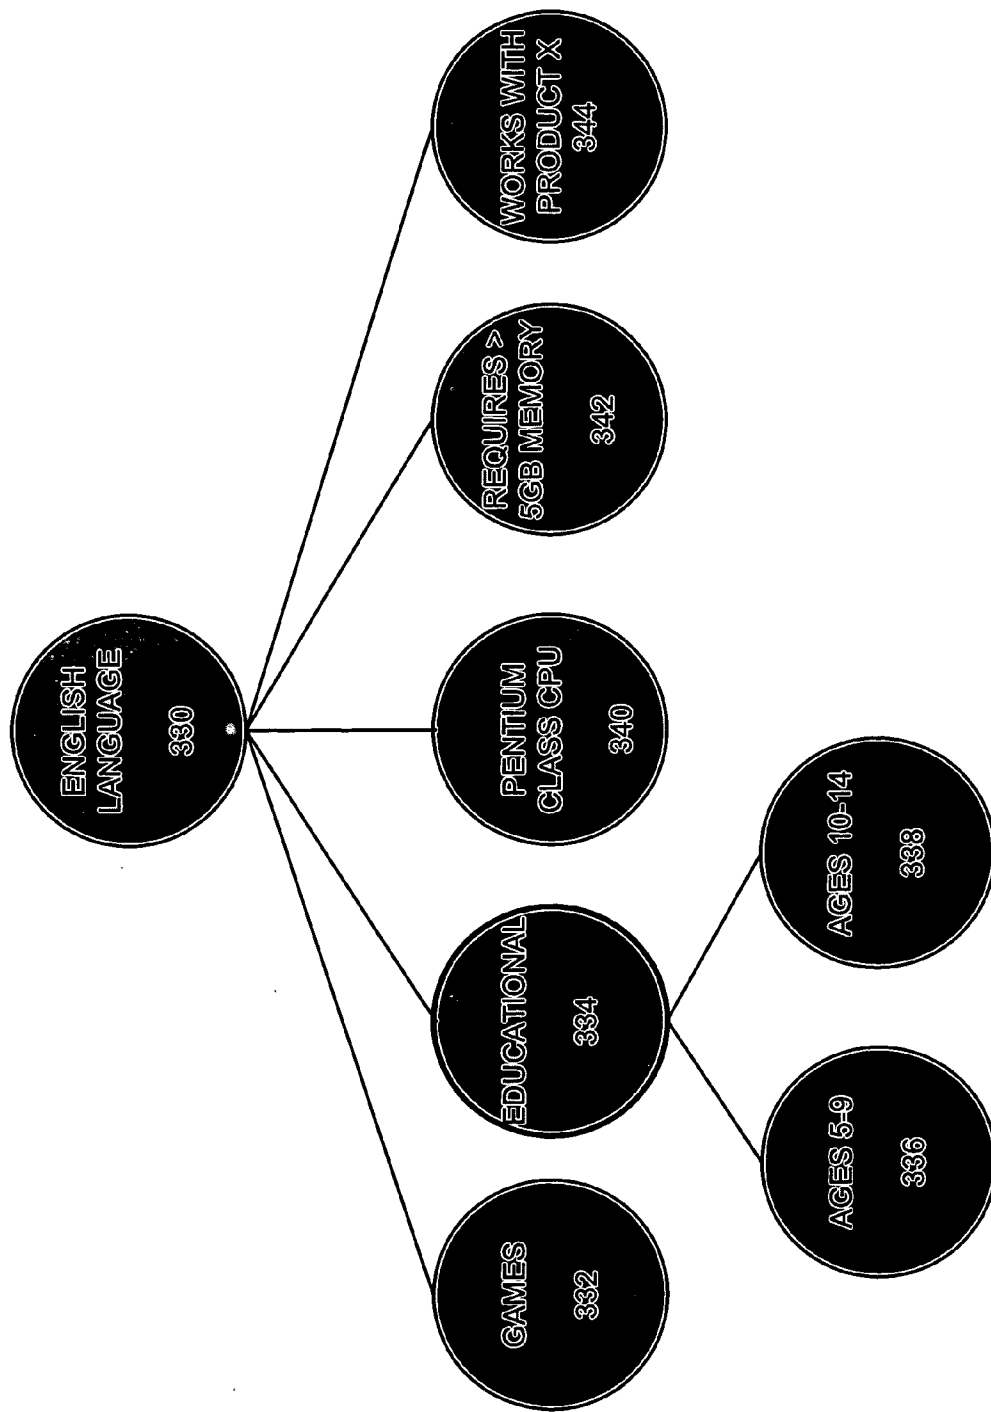 ENGLISH
LANGUAGE
330
GAMES
332
EDUCATIONAL
334
PENTIUM
CLASS CPU
340
REQUIRES >
5GB MEMORY
342
WORKS WITH
PRODUCT X
344
AGES 5-9
336
AGES 10-14
338